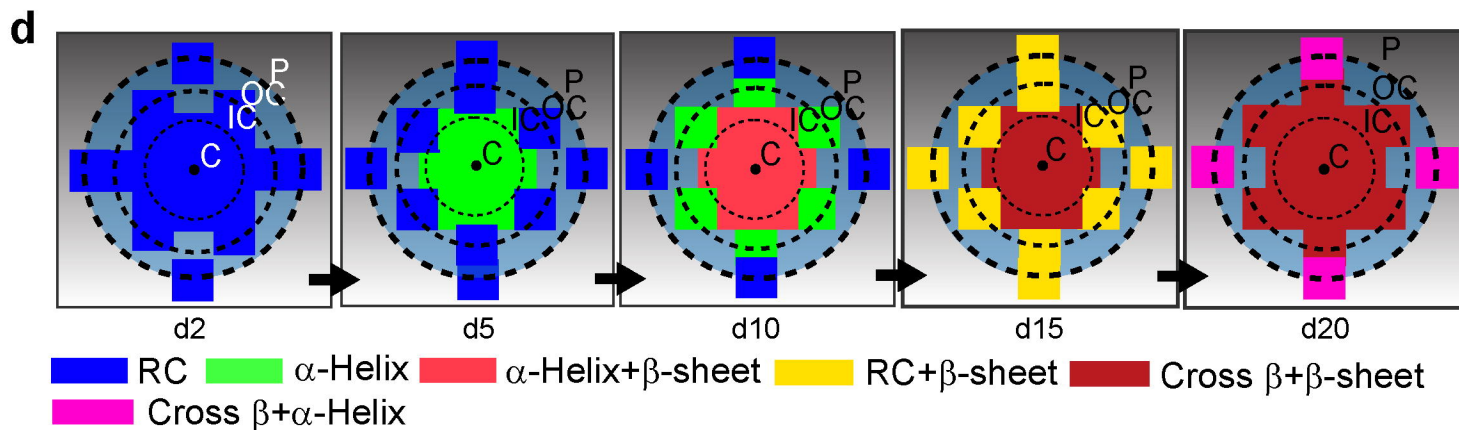 d
P
OC
IC
C
P
OC
IC
C
P
OC
IC
C
P
OC
IC
C
P
OC
IC
C
d2 d5 d10 d15 d20
RC α-Helix α-Helix+β-sheet RC+β-sheet Cross β+β-sheet
Cross β+α-Helix